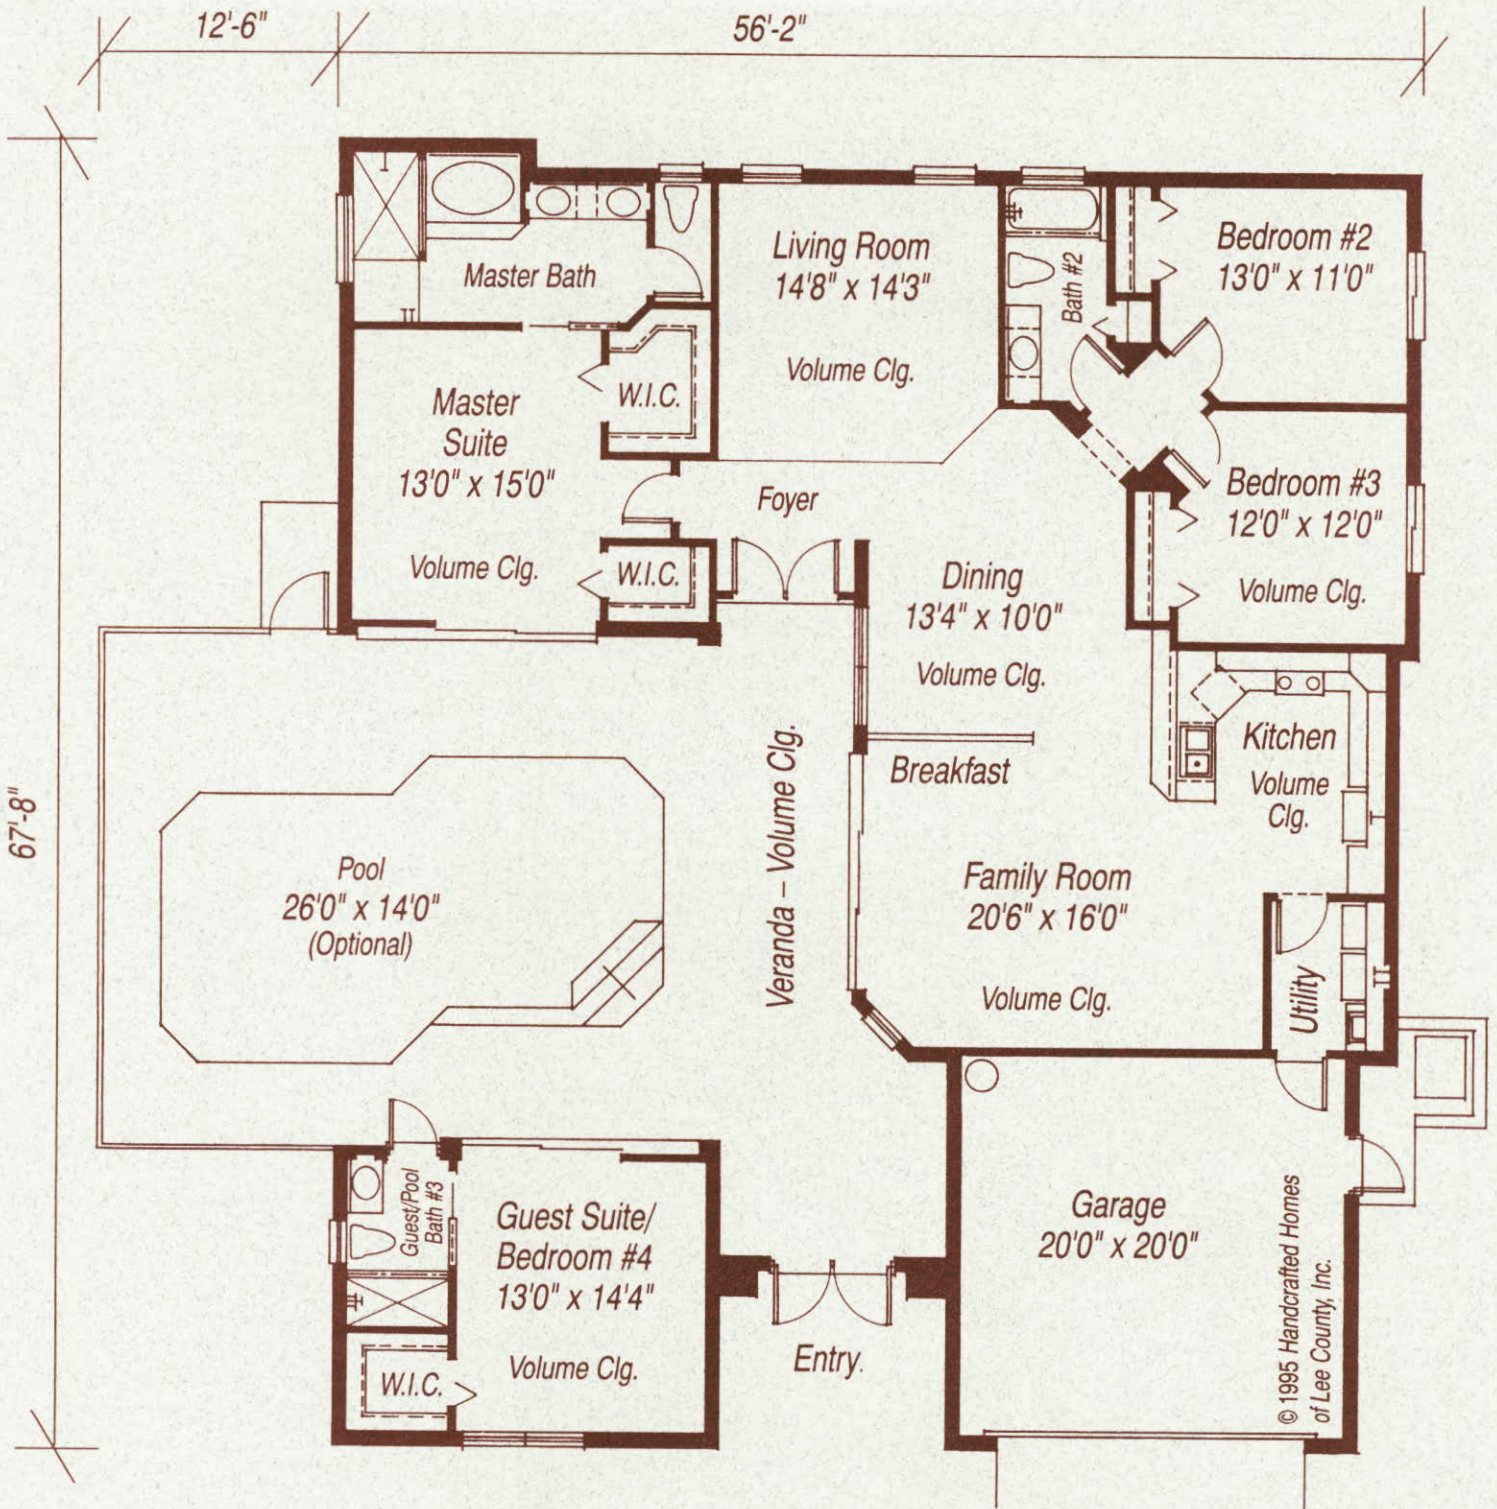 12'-6"
56'-2"
67'-8"
Master Bath
Living Room
14'8" x 14'3"
Volume Clg.
Bath #2
Bedroom #2
13'0" x 11'0"
Master
Suite
13'0" x 15'0"
Volume Clg.
W.I.C.
W.I.C.
Foyer
Bedroom #3
12'0" x 12'0"
Volume Clg.
Dining
13'4" x 10'0"
Volume Clg.
Breakfast
Kitchen
Volume
Clg.
Veranda – Volume Clg.
Pool
26'0" x 14'0"
(Optional)
Family Room
20'6" x 16'0"
Volume Clg.
Utility
Guest/Pool
Bath #3
Guest Suite/
Bedroom #4
13'0" x 14'4"
Volume Clg.
W.I.C.
Entry.
Garage
20'0" x 20'0"
© 1995 Handcrafted Homes
of Lee County, Inc.